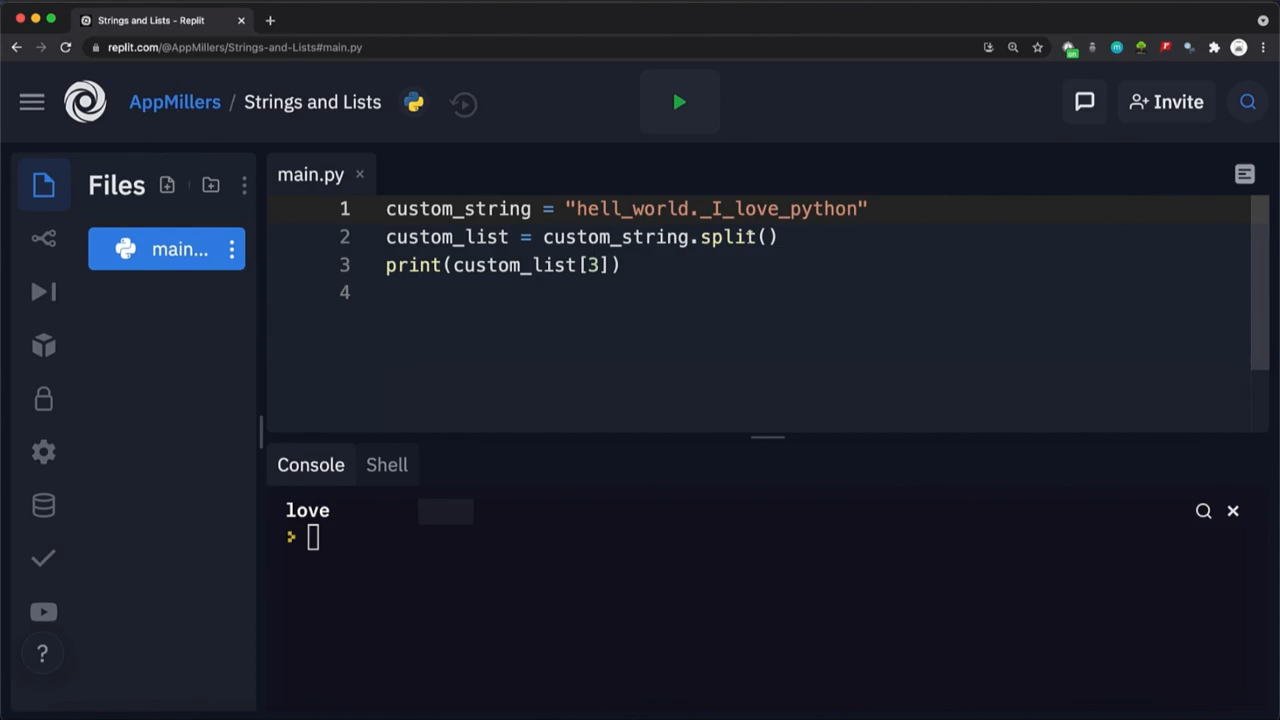 Strings and Lists - Replit
replit.com/@AppMillers/Strings-and-Lists#main.py
AppMillers / Strings and Lists
Invite
Files
main...
main.py
1 custom_string = "hell_world._I_love_python"
2 custom_list = custom_string.split()
3 print(custom_list[3])
4
Console Shell
love